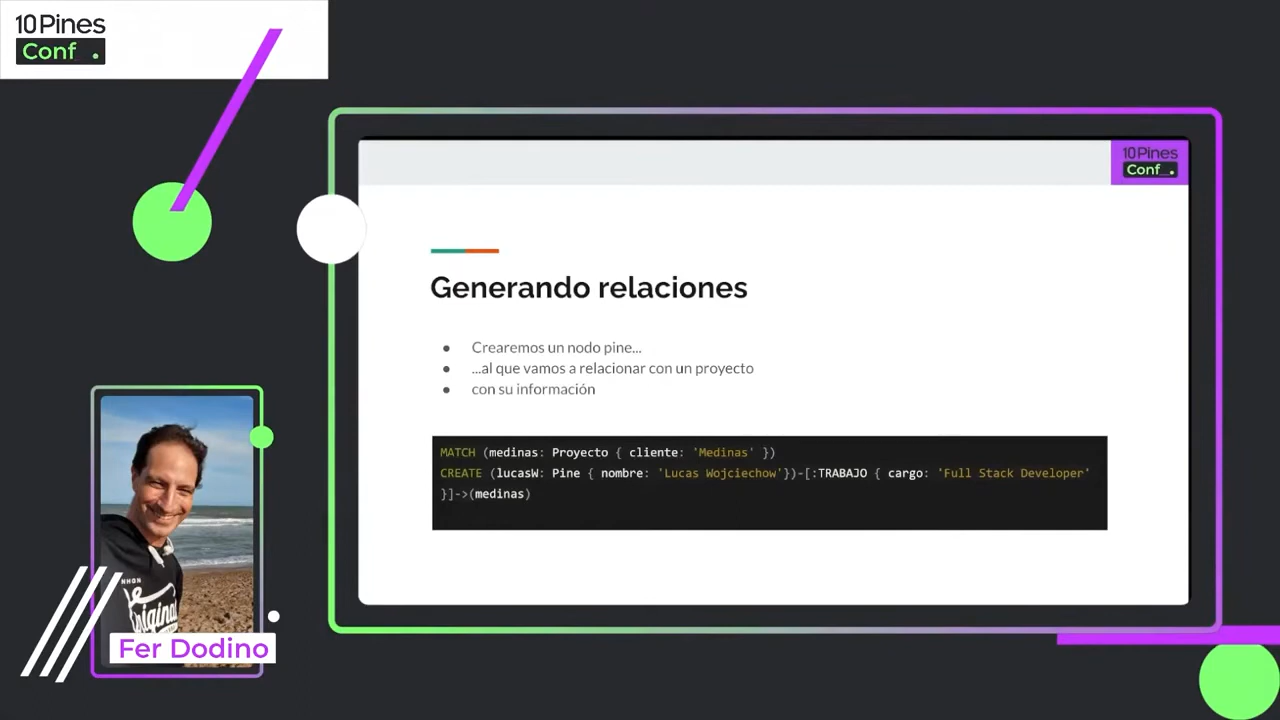 10Pines
Conf .
10Pines
Conf .
Generando relaciones
● Crearemos un nodo pine...
● ...al que vamos a relacionar con un proyecto
● con su información
MATCH (medinas: Proyecto { cliente: 'Medinas' })
CREATE (lucasW: Pine { nombre: 'Lucas Wojciechow'})-[:TRABAJO { cargo: 'Full Stack Developer'
}]->(medinas)
Fer Dodino